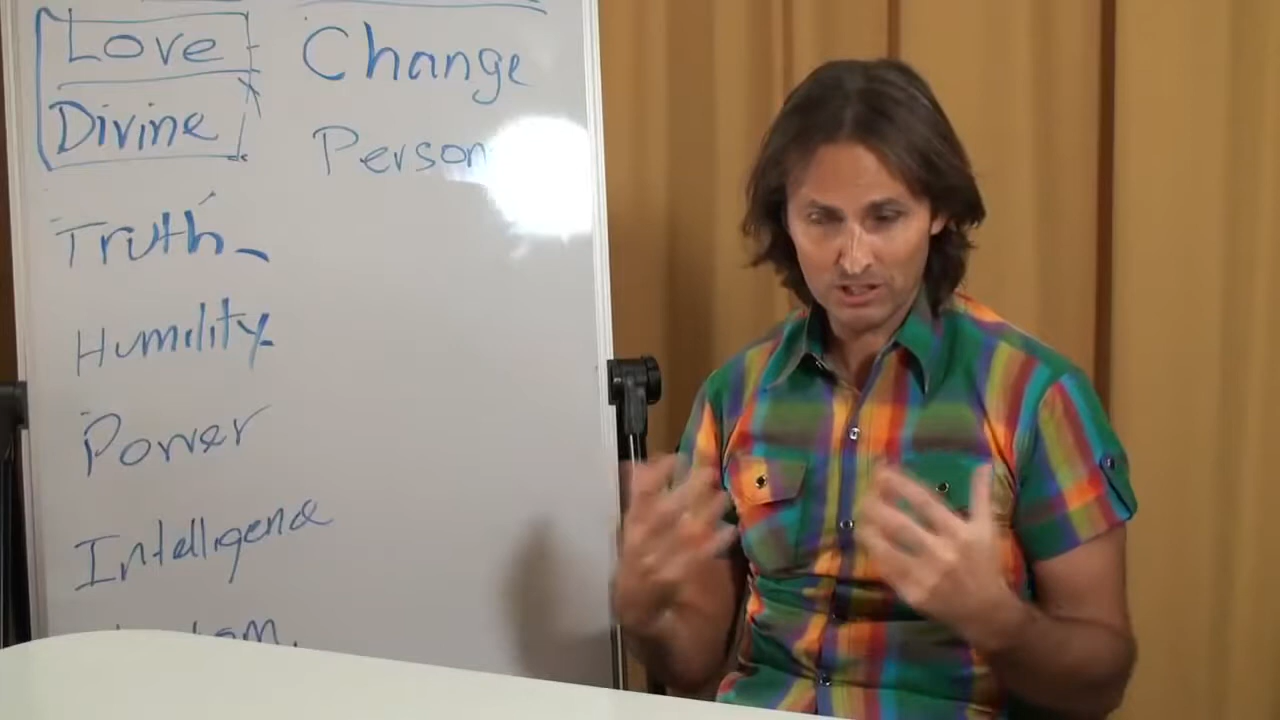 Love
Divine
Truth
Humility
Power
Intelligence
Change
Person